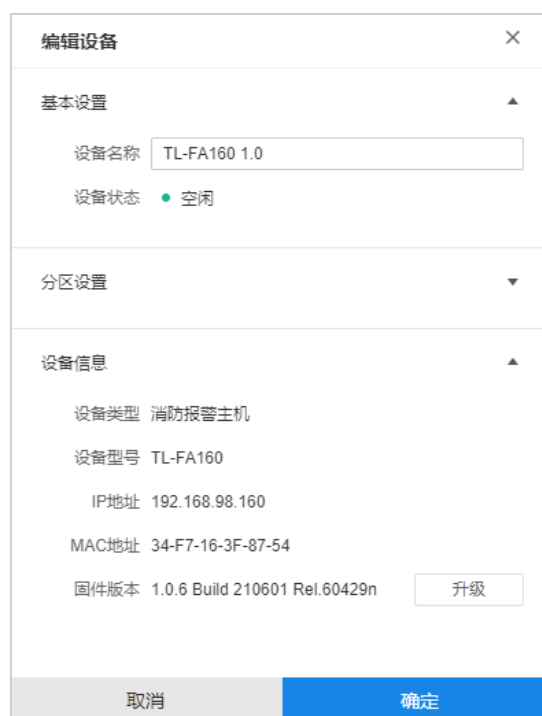 编辑设备
基本设置
设备名称 TL-FA160 1.0
设备状态 空闲
分区设置
设备信息
设备类型 消防报警主机
设备型号 TL-FA160
IP地址 192.168.98.160
MAC地址 34-F7-16-3F-87-54
固件版本 1.0.6 Build 210601 Rel.60429n 升级
取消 确定